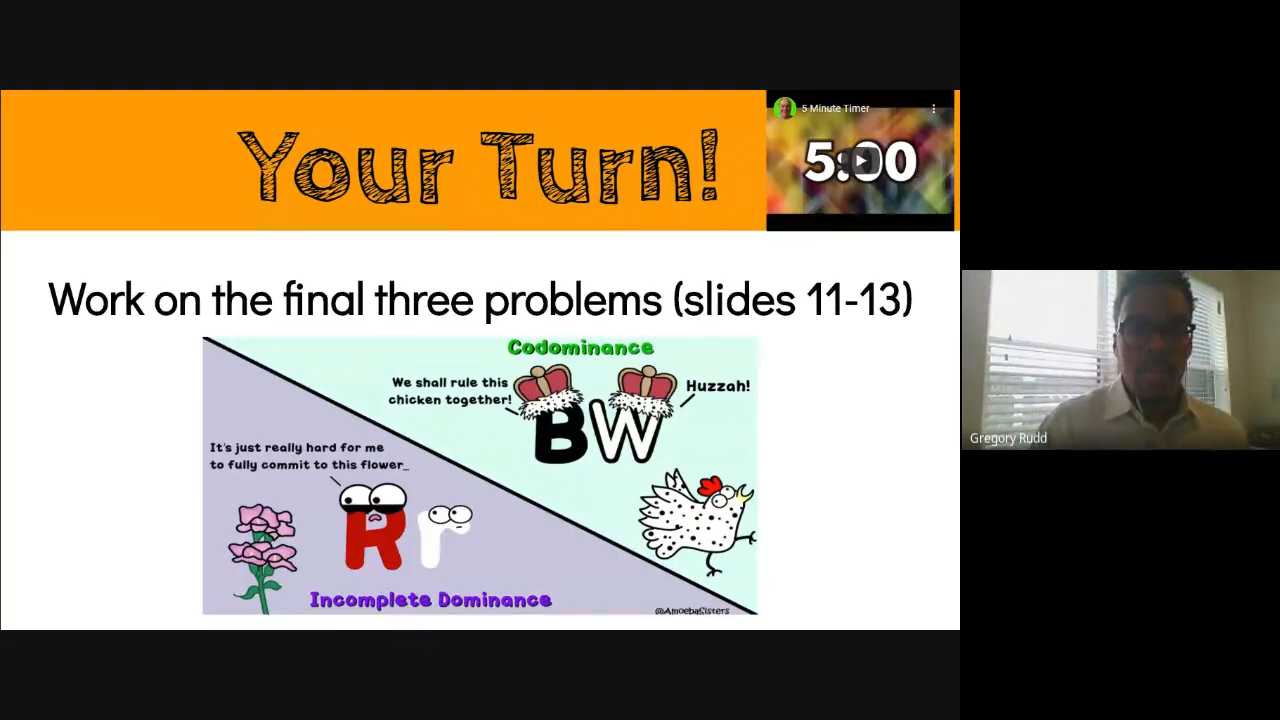 Your Turn!
5 Minute Timer
5:00
Work on the final three problems (slides 11-13)
Codominance
We shall rule this
chicken together!
Huzzah!
B W
It's just really hard for me
to fully commit to this flower_
R r
Incomplete Dominance
@AmoebaSisters
Gregory Rudd